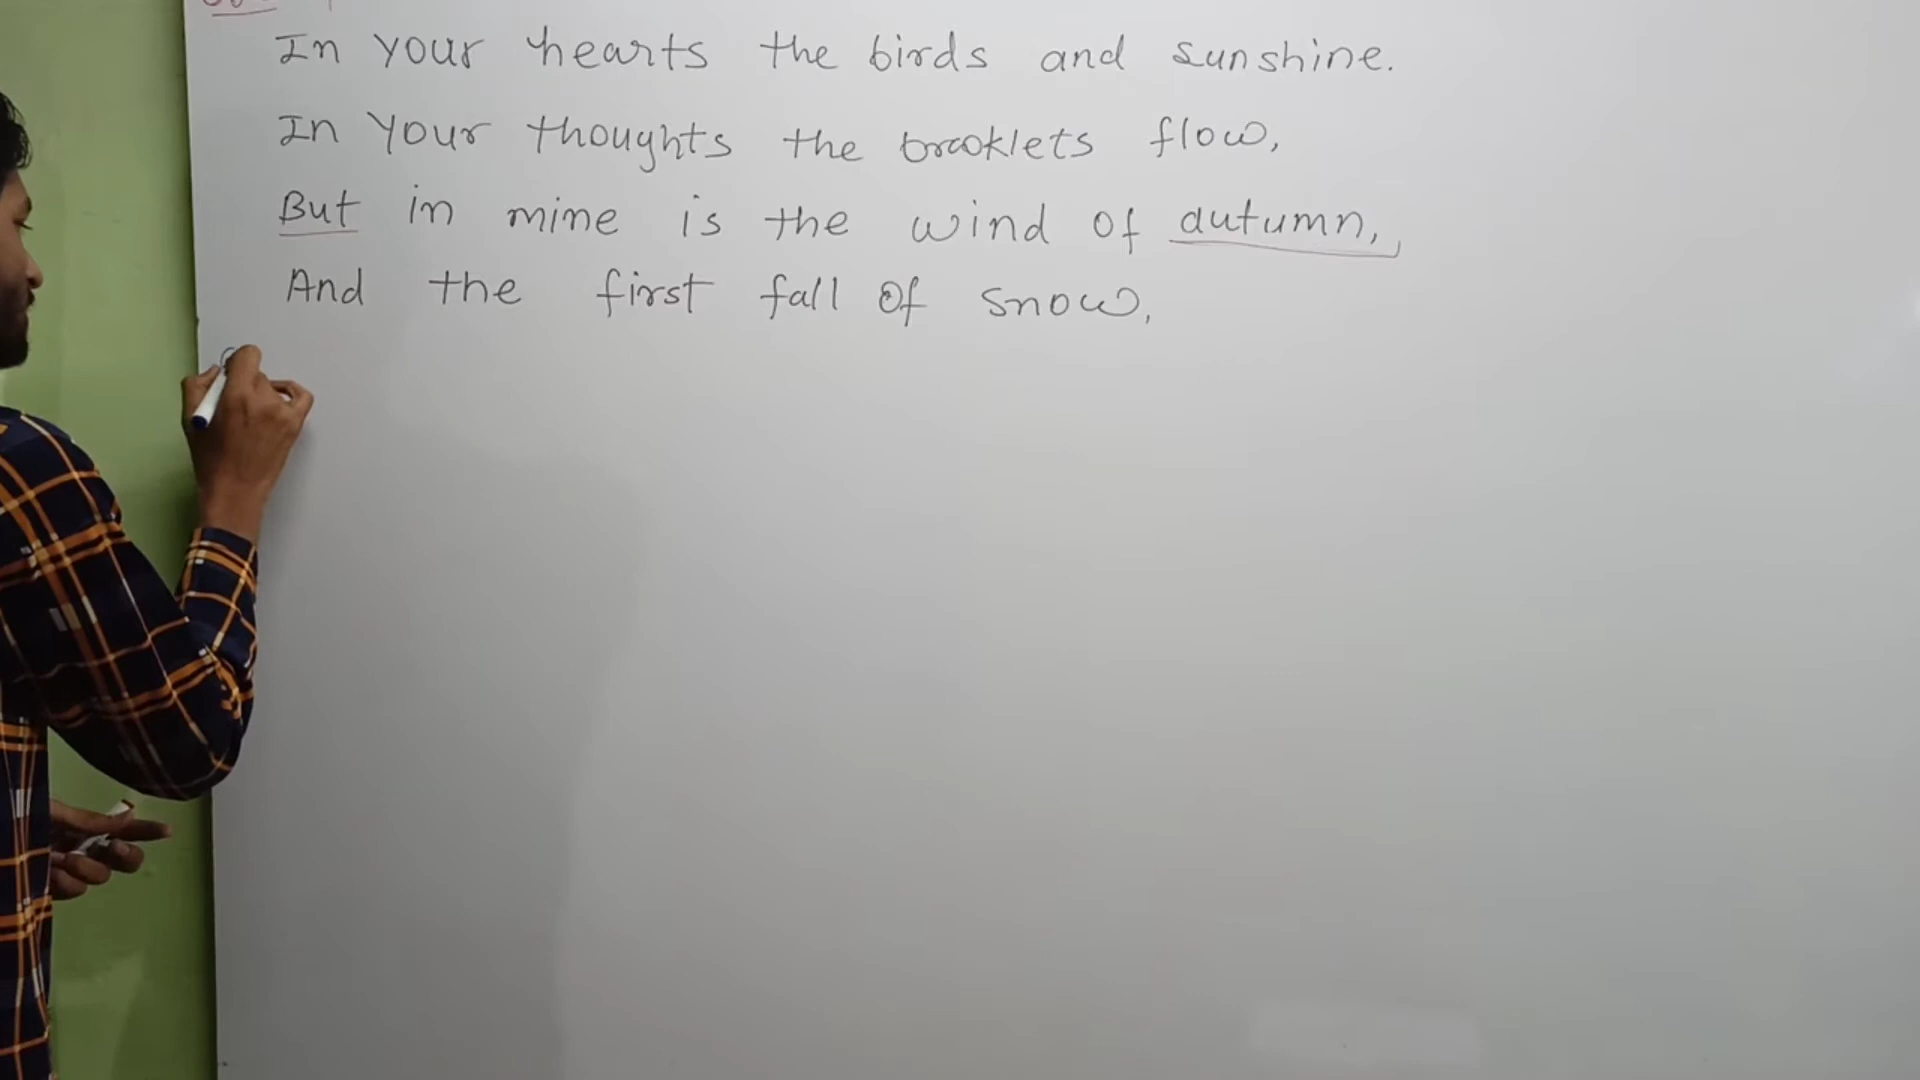 In your hearts the birds and sunshine.
In Your thoughts the brooklets flow,
But in mine is the wind of autumn,,
And the first fall of snow,